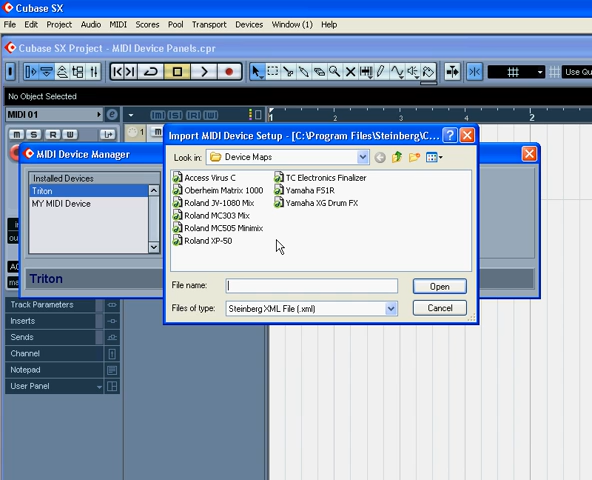 Cubase SX
File Edit Project Audio MIDI Scores Pool Transport Devices Window (1) Help
Cubase SX Project - MIDI Device Panels.cpr
Use Qu
No Object Selected
MIDI 01
1 2 3 4 2
m S R W
Import MIDI Device Setup - [C:\Program Files\Steinberg\C...
MIDI Device Manager
Look in: Device Maps
Installed Devices
Triton
MY MIDI Device
Access Virus C
Oberheim Matrix 1000
Roland JV-1080 Mix
Roland MC303 Mix
Roland MC505 Minimix
Roland XP-50
TC Electronics Finalizer
Yamaha FS1R
Yamaha XG Drum FX
Triton
File name: Open
Files of type: Steinberg XML File (.xml) Cancel
Track Parameters
Inserts
Sends
Channel
Notepad
User Panel